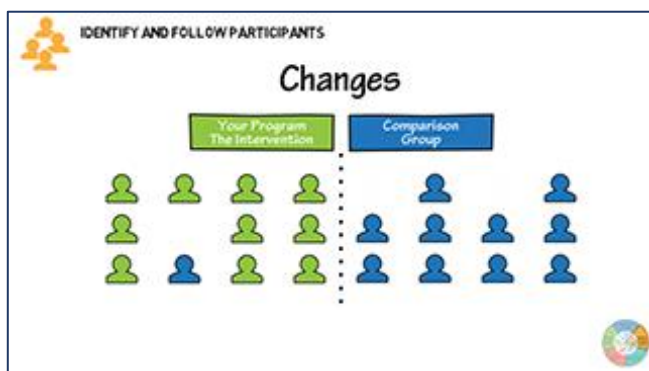 IDENTIFY AND FOLLOW PARTICIPANTS
Changes
Your Program
The Intervention
Comparison
Group